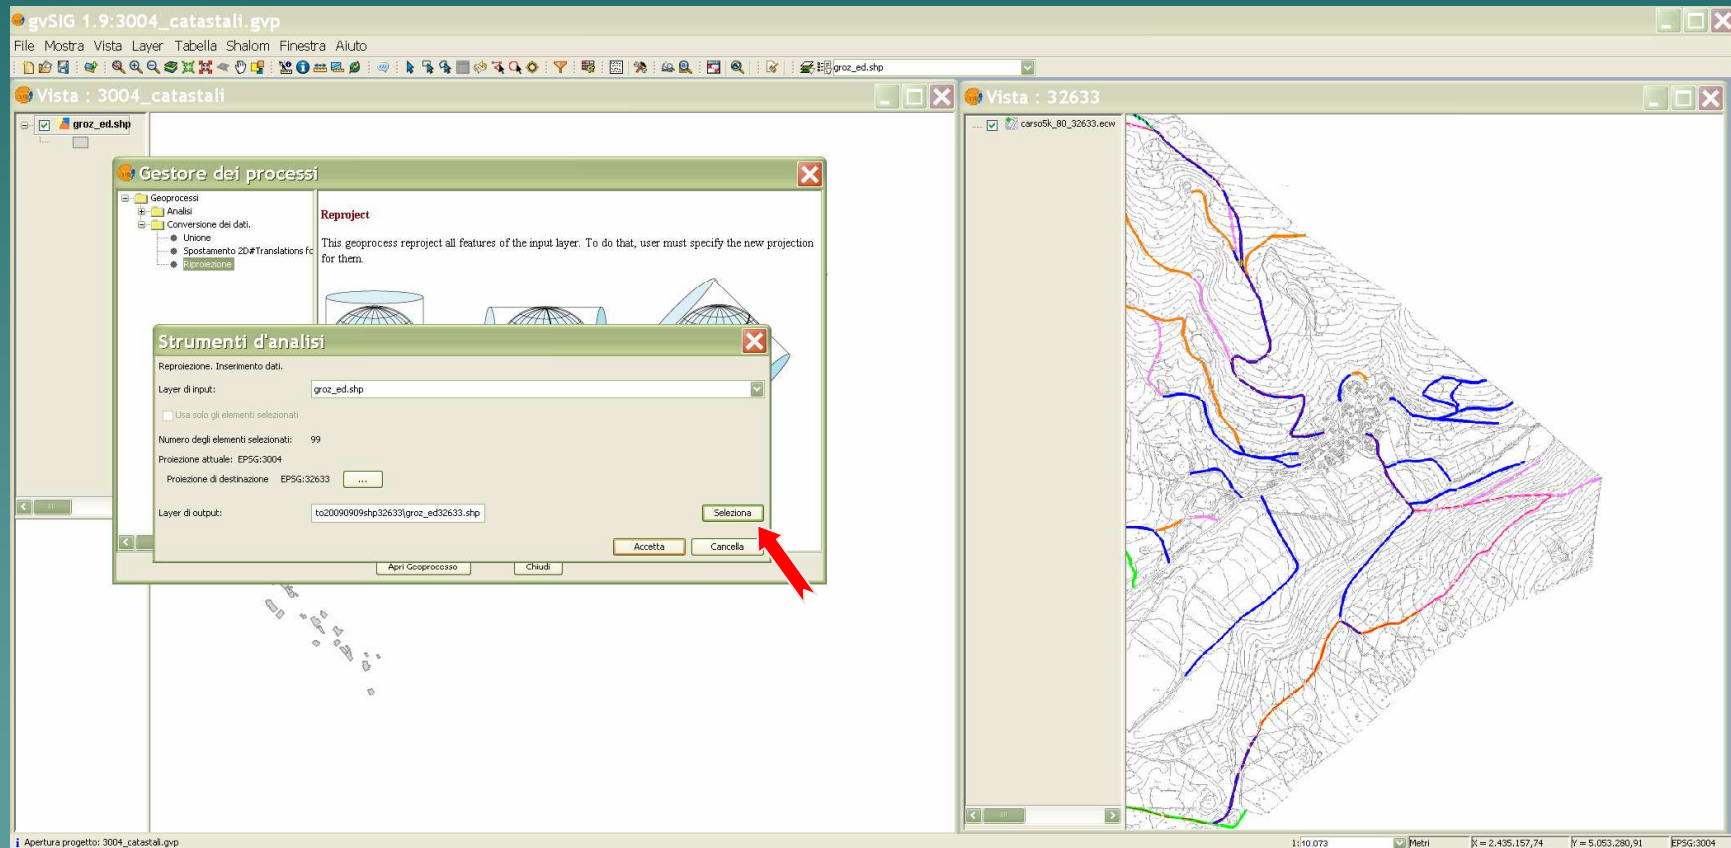 gvSIG 1.9:3004_catastali.gvp
File Mostra Vista Layer Tabella Shalom Finestra Aiuto
groz_ed.shp
Vista : 3004_catastali
groz_ed.shp
Gestore dei processi
Geoprocessi
Analisi
Conversione dei dati.
Unione
Spostamento 2D#Translations fc
Riproiezione
Reproject
This geoprocess reproject all features of the input layer. To do that, user must specify the new projection
for them.
Strumenti d'analisi
Reproiezione. Inserimento dati.
Layer di input: groz_ed.shp
Usa solo gli elementi selezionati
Numero degli elementi selezionati: 99
Proiezione attuale: EPSG:3004
Proiezione di destinazione EPSG:32633 ...
Layer di output: to20090909shp32633\groz_ed32633.shp Seleziona
Accetta Cancella
Apri Geoprocesso Chiudi
Vista : 32633
carso5k_80_32633.ecw
Apertura progetto: 3004_catastali.gvp
1: 10.073 Metri X = 2.435.157,74 Y = 5.053.280,91 EPSG:3004